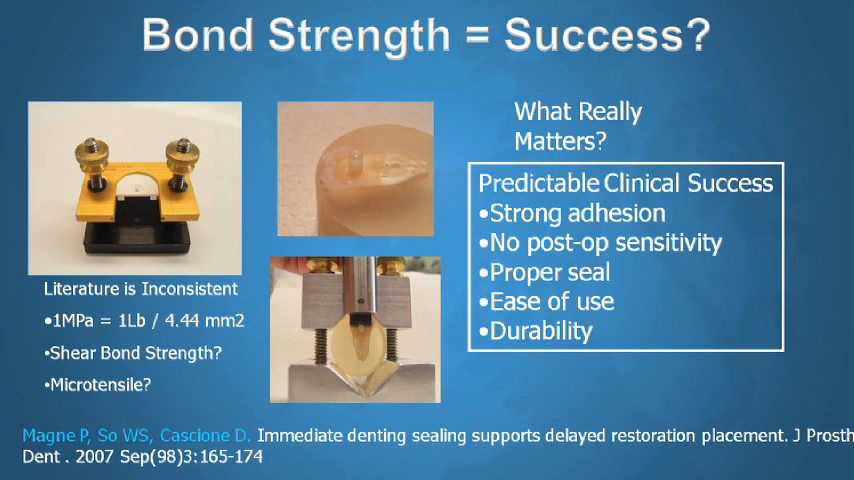 Bond Strength = Success?
What Really
Matters?
Predictable Clinical Success
•Strong adhesion
•No post-op sensitivity
•Proper seal
•Ease of use
•Durability
Literature is Inconsistent
•1MPa = 1Lb / 4.44 mm2
•Shear Bond Strength?
•Microtensile?
Magne P, So WS, Cascione D. Immediate denting sealing supports delayed restoration placement. J Prosth
Dent . 2007 Sep(98)3:165-174